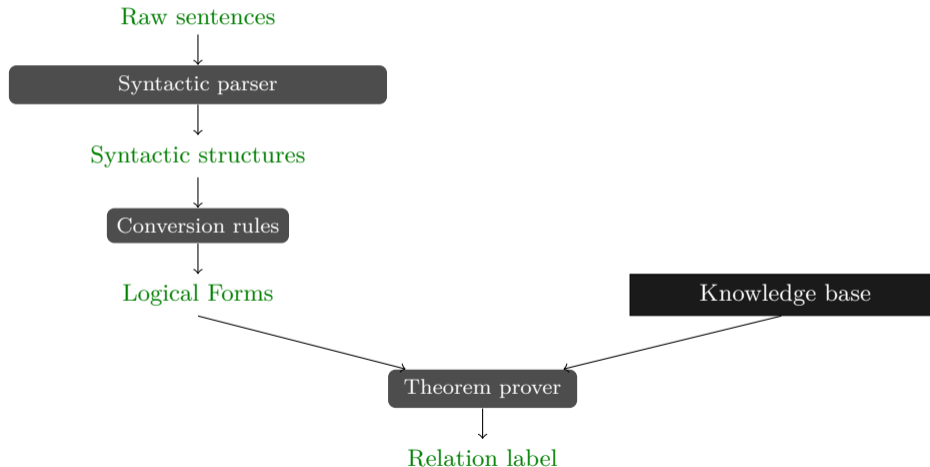 Raw sentences
Syntactic parser
Syntactic structures
Conversion rules
Logical Forms
Knowledge base
Theorem prover
Relation label